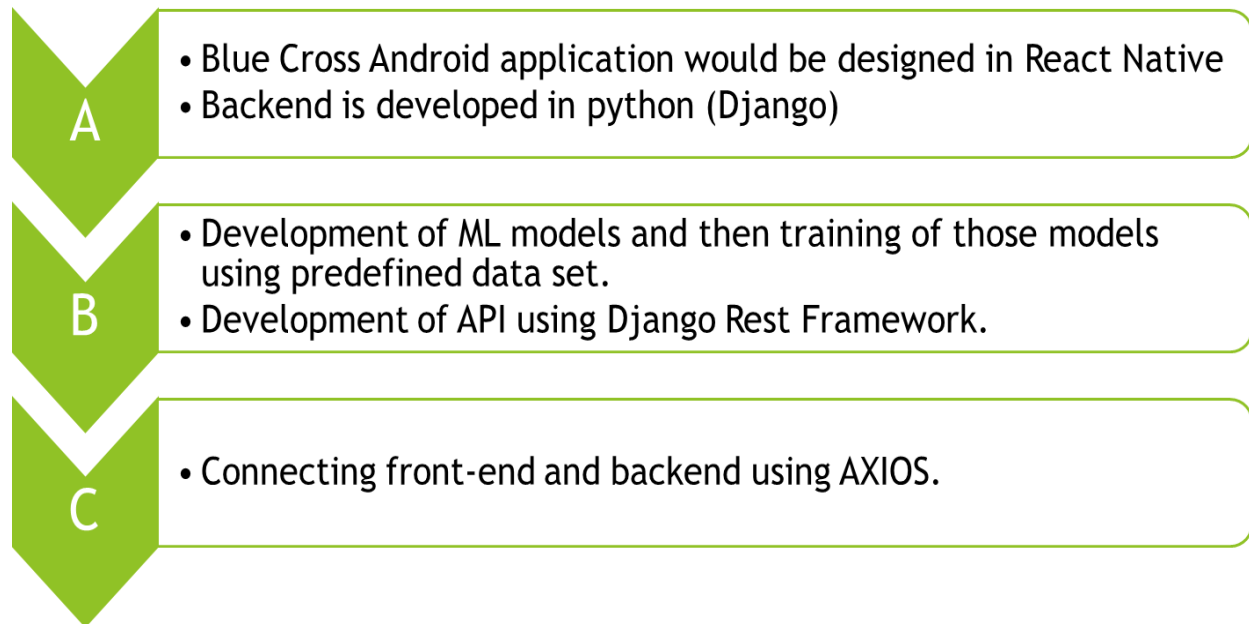 A
• Blue Cross Android application would be designed in React Native
• Backend is developed in python (Django)
B
• Development of ML models and then training of those models
using predefined data set.
• Development of API using Django Rest Framework.
C
• Connecting front-end and backend using AXIOS.